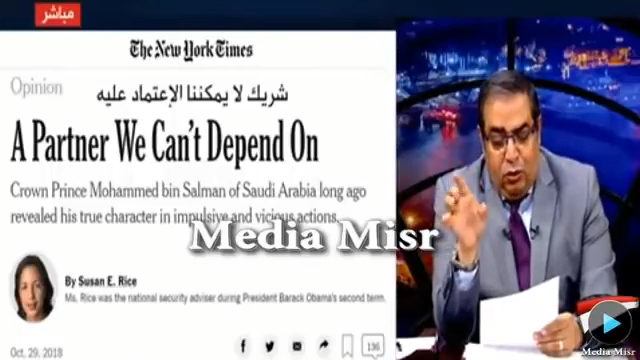 مباشر
The New York Times
Opinion
شريك لا يمكننا الإعتماد عليه
A Partner We Can't Depend On
Crown Prince Mohammed bin Salman of Saudi Arabia long ago
revealed his true character in impulsive and vicious actions.
Media Misr
By Susan E. Rice
Ms. Rice was the national security adviser during President Barack Obama's second term.
Oct. 29, 2018
136
Media Misr